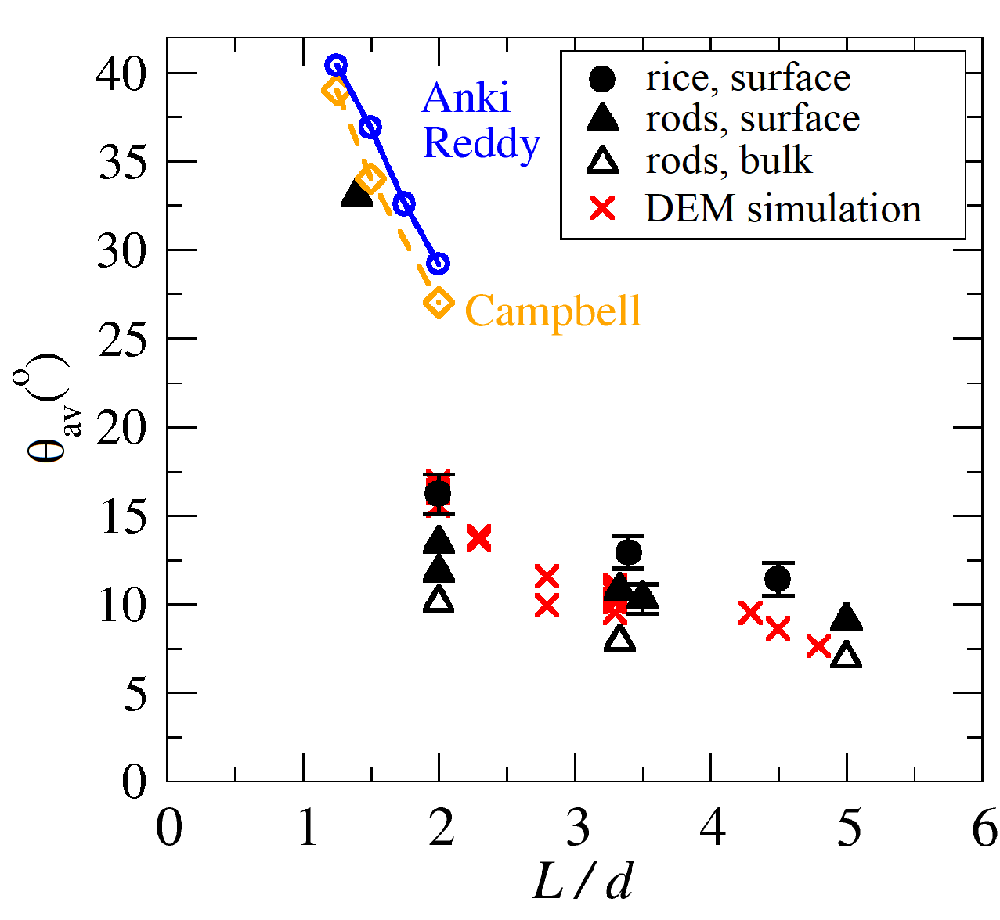 40
35
30
25
20
15
10
5
0
θav(o)
Anki
Reddy
Campbell
rice, surface
rods, surface
rods, bulk
DEM simulation
0 1 2 3 4 5 6
L / d